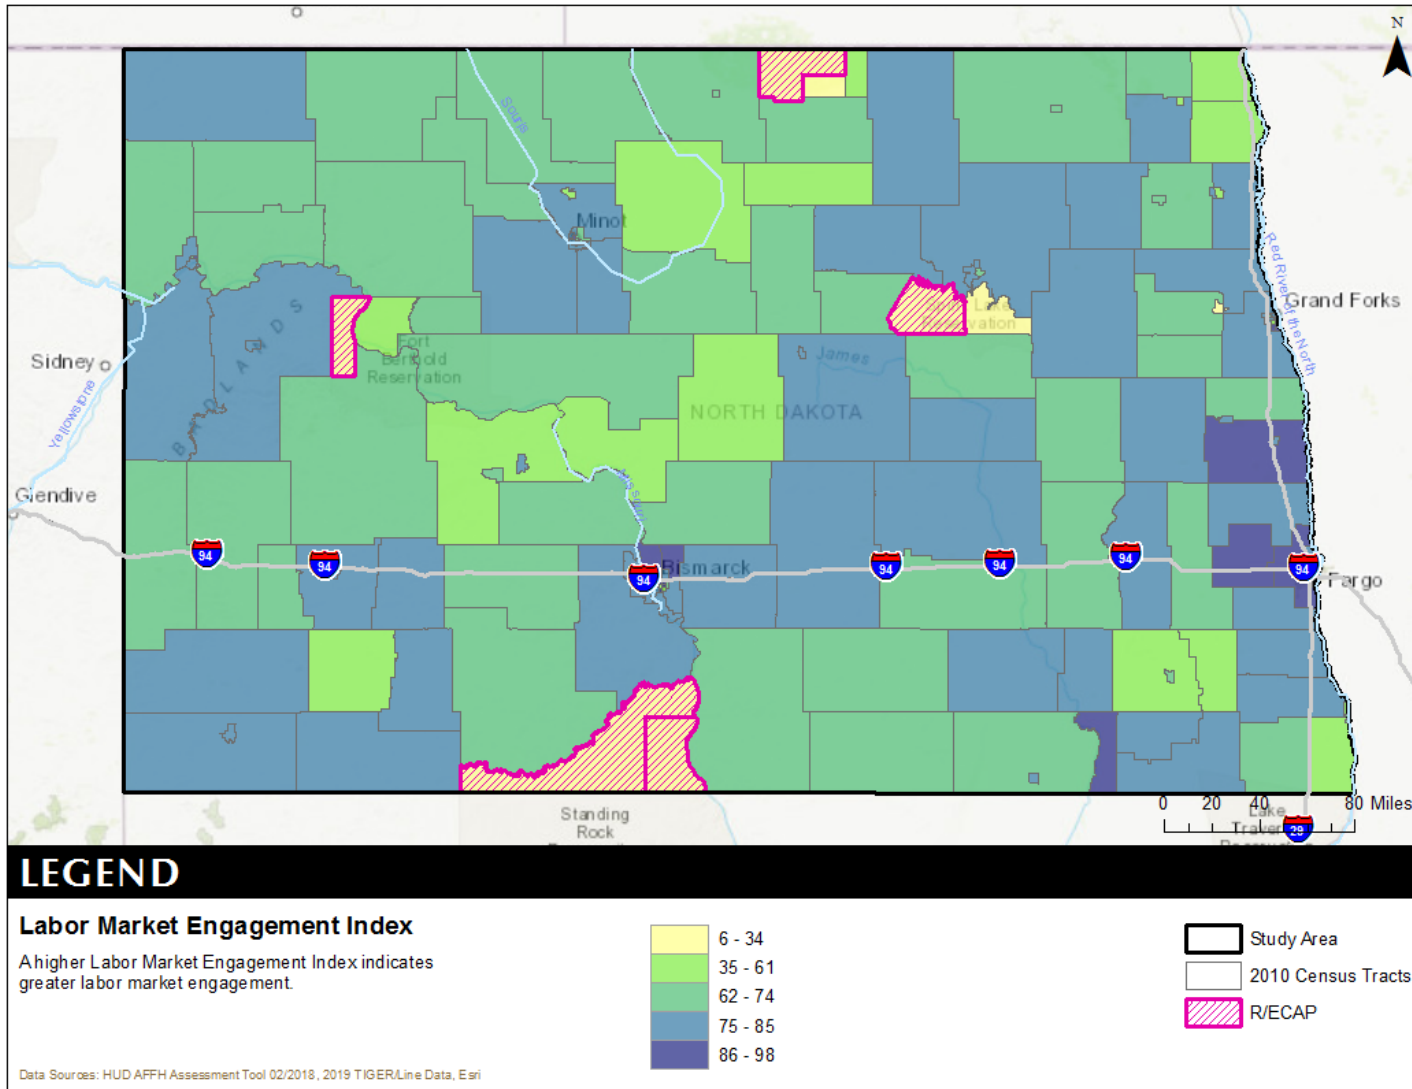 N
Souris
Minot
Red River of the North
Grand Forks
BADLANDS
Sidney
Yellowstone
Fort
Berthold
Reservation
Lake
James
NORTH DAKOTA
Glendive
Missouri
94
94
94
94
94
94
94
Bismarck
Fargo
Standing
Rock
0 20 40 80 Miles
Lake
29
LEGEND
Labor Market Engagement Index
A higher Labor Market Engagement Index indicates
greater labor market engagement.
6 - 34
35 - 61
62 - 74
75 - 85
86 - 98
Study Area
2010 Census Tracts
R/ECAP
Data Sources: HUD AFFH Assessment Tool 02/2018, 2019 TIGER/Line Data, Esri